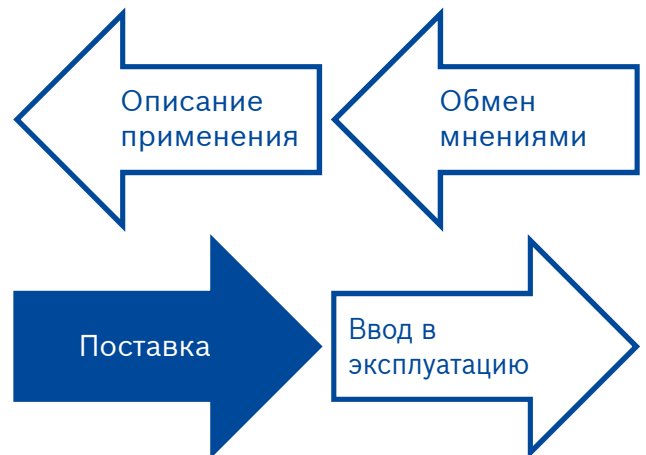 Описание
применения
Обмен
мнениями
Поставка
Ввод в
эксплуатацию